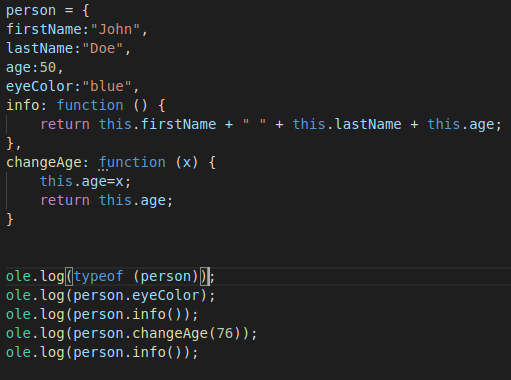 person = {
firstName:"John",
lastName:"Doe",
age:50,
eyeColor:"blue",
info: function () {
    return this.firstName + " " + this.lastName + this.age;
},
changeAge: function (x) {
    this.age=x;
    return this.age;
}
ole.log(typeof (person));
ole.log(person.eyeColor);
ole.log(person.info());
ole.log(person.changeAge(76));
ole.log(person.info());